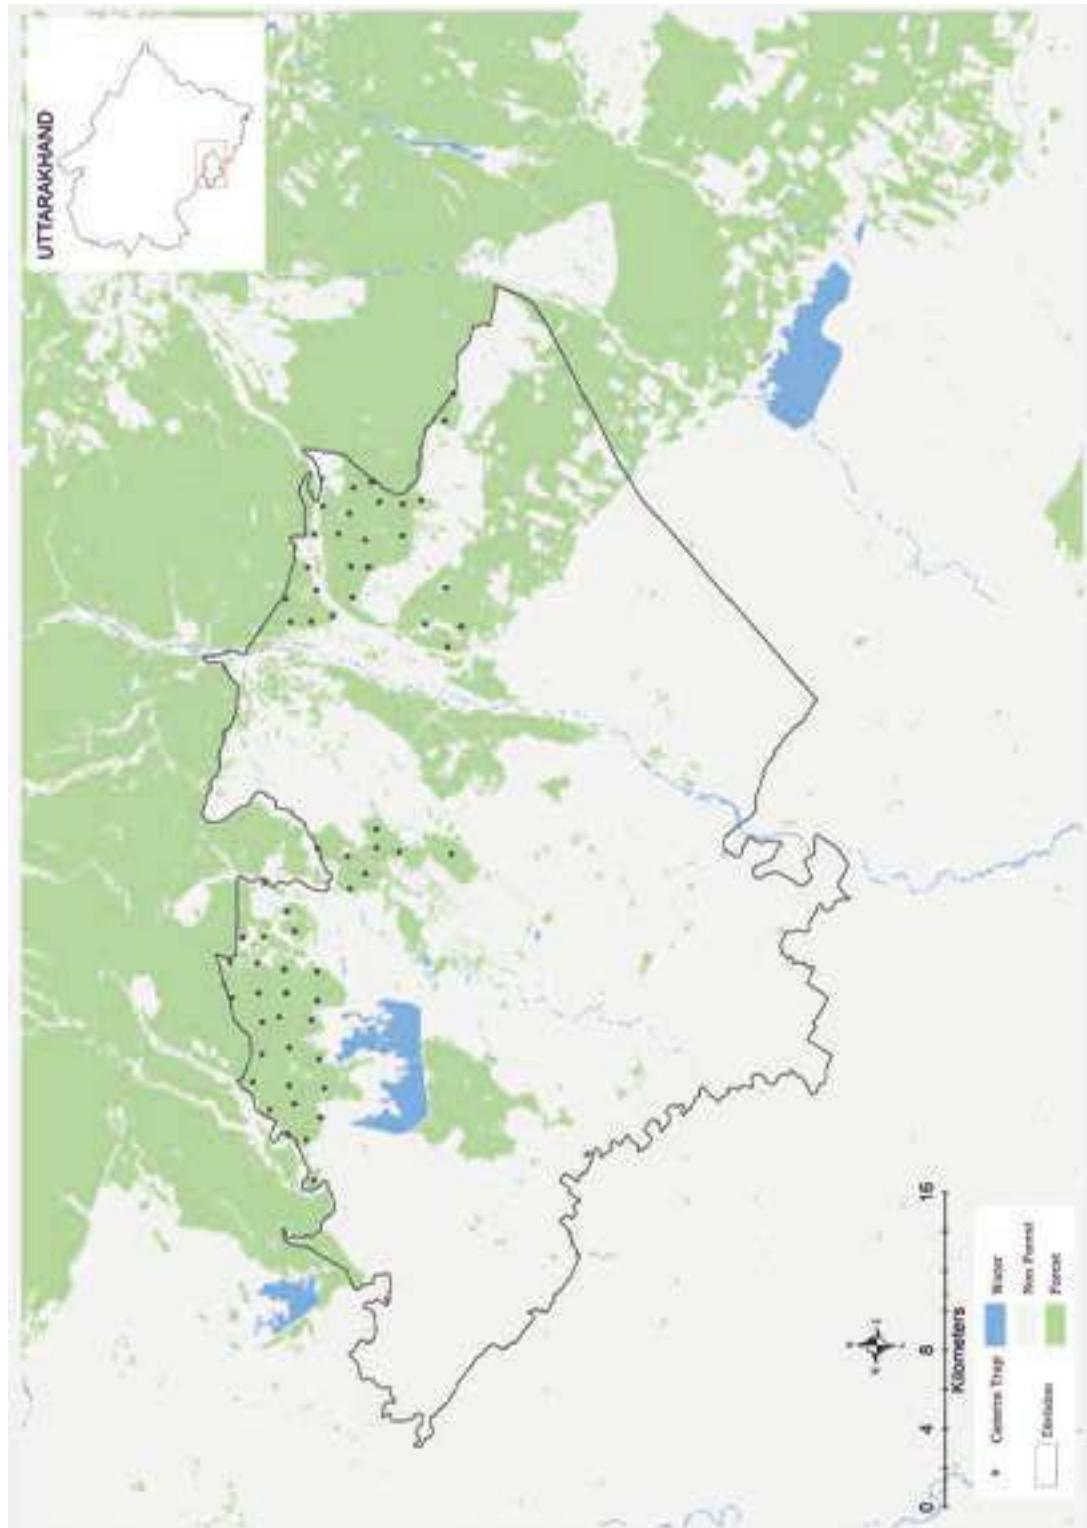 UTTARAKHAND
0 4 8 16
Kilometers
Camera Trap
Division
Water
Non Forest
Forest